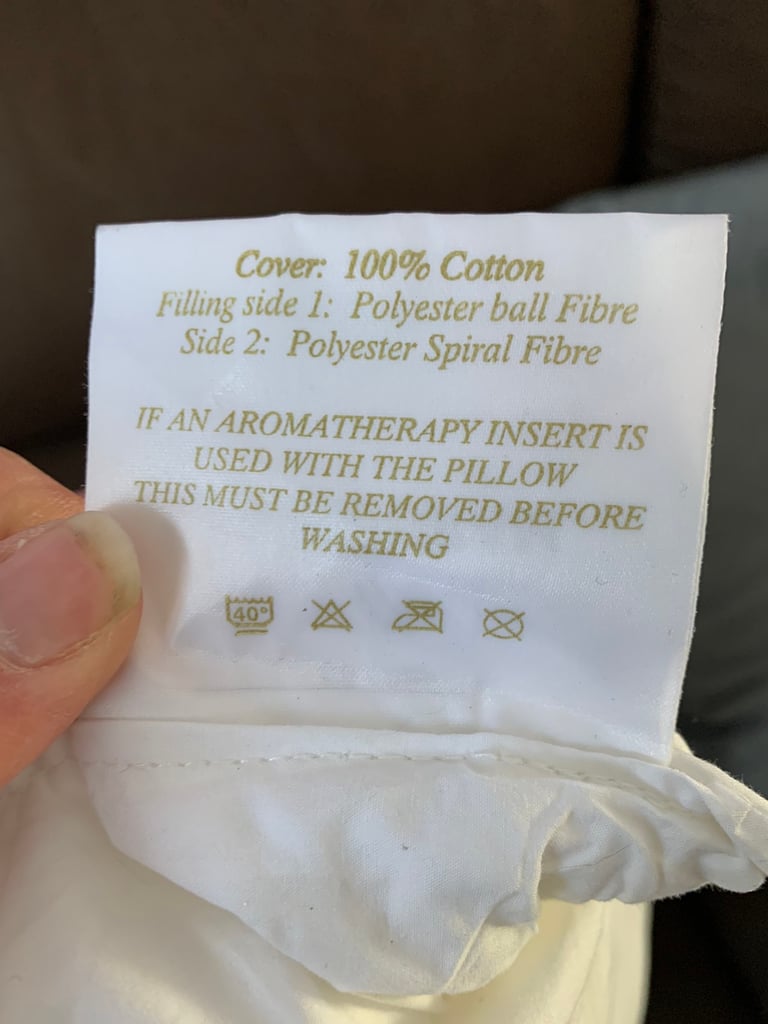 Cover: 100% Cotton
Filling side 1: Polyester ball Fibre
Side 2: Polyester Spiral Fibre
IF AN AROMATHERAPY INSERT IS
USED WITH THE PILLOW
THIS MUST BE REMOVED BEFORE
WASHING
40°